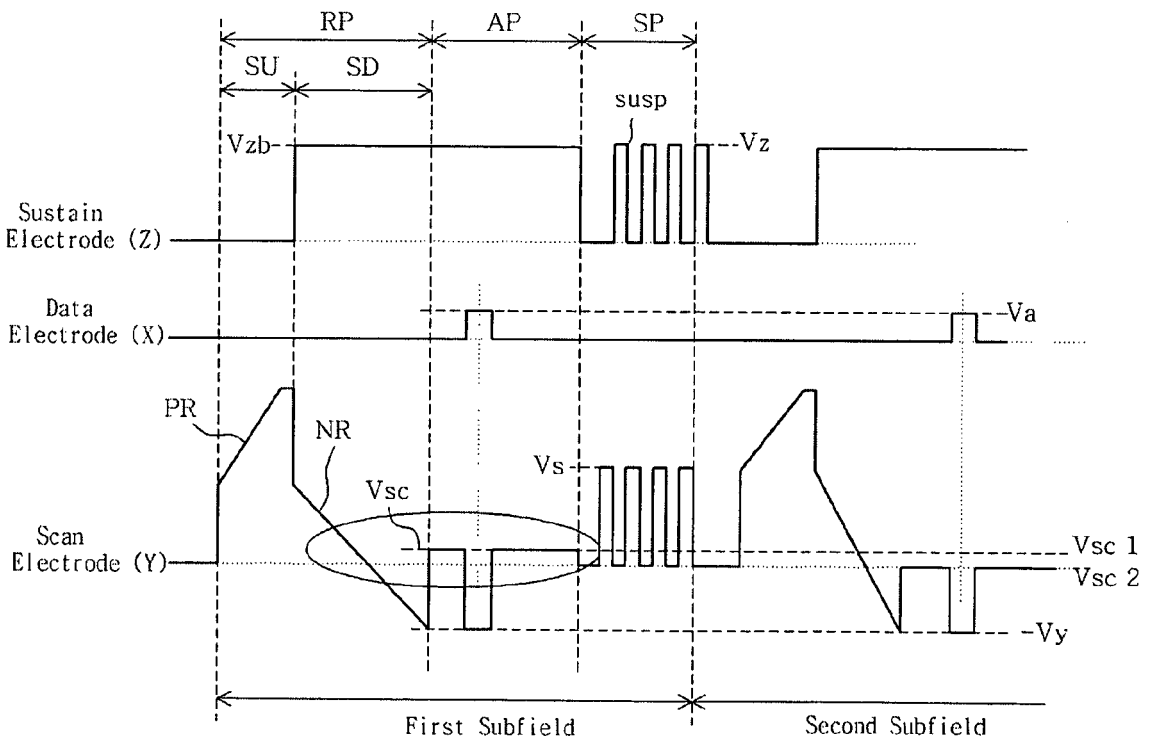 RP AP SP
SU SD
susp
Vzb Vz
Sustain
Electrode (Z)
Data
Electrode (X)
Va
PR
NR
Vs
Vsc
Scan
Electrode (Y)
Vsc 1
Vsc 2
Vy
First Subfield Second Subfield